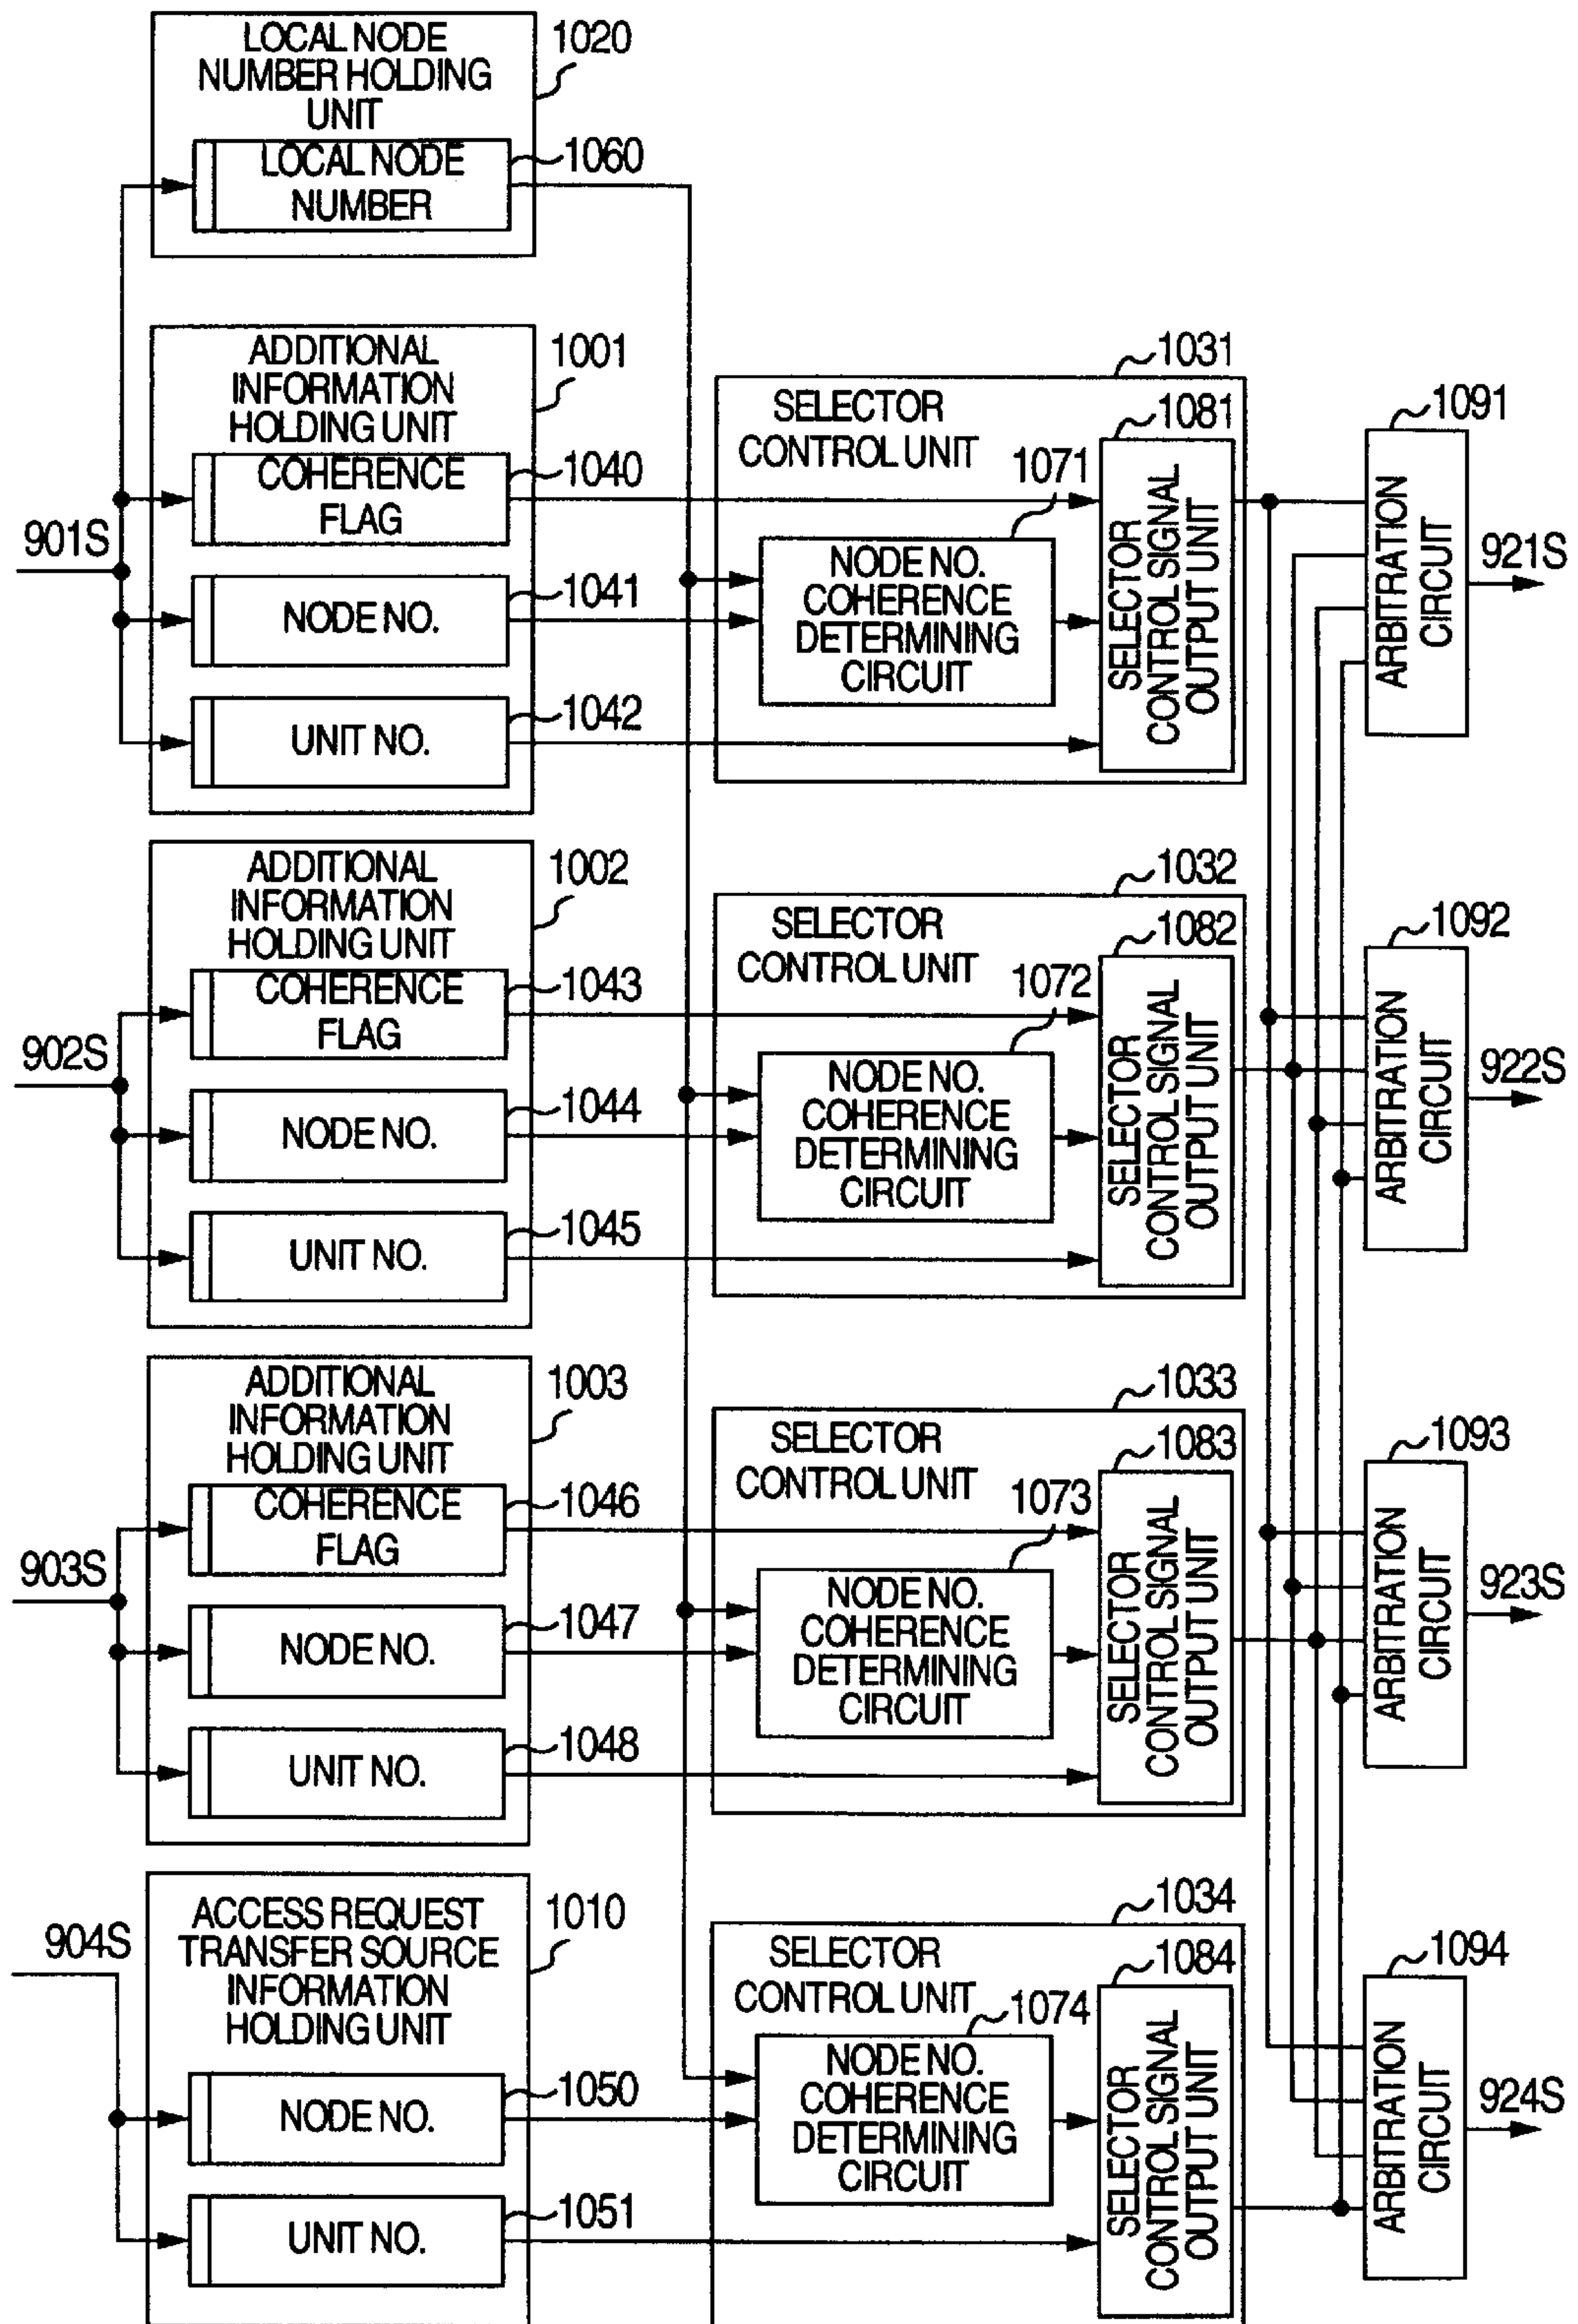 LOCAL NODE
NUMBER HOLDING
UNIT
1020
LOCAL NODE
NUMBER
1060
901S
ADDITIONAL
INFORMATION
HOLDING UNIT
1001
COHERENCE
FLAG
1040
NODE NO.
1041
UNIT NO.
1042
1031
SELECTOR
CONTROL UNIT
1071
NODE NO.
COHERENCE
DETERMINING
CIRCUIT
1081
SELECTOR
CONTROL SIGNAL
OUTPUT UNIT
1091
ARBITRATION
CIRCUIT
921S
902S
ADDITIONAL
INFORMATION
HOLDING UNIT
1002
COHERENCE
FLAG
1043
NODE NO.
1044
UNIT NO.
1045
1032
SELECTOR
CONTROL UNIT
1072
NODE NO.
COHERENCE
DETERMINING
CIRCUIT
1082
SELECTOR
CONTROL SIGNAL
OUTPUT UNIT
1092
ARBITRATION
CIRCUIT
922S
903S
ADDITIONAL
INFORMATION
HOLDING UNIT
1003
COHERENCE
FLAG
1046
NODE NO.
1047
UNIT NO.
1048
1033
SELECTOR
CONTROL UNIT
1073
NODE NO.
COHERENCE
DETERMINING
CIRCUIT
1083
SELECTOR
CONTROL SIGNAL
OUTPUT UNIT
1093
ARBITRATION
CIRCUIT
923S
904S
ACCESS REQUEST
TRANSFER SOURCE
INFORMATION
HOLDING UNIT
1010
NODE NO.
1050
UNIT NO.
1051
1034
SELECTOR
CONTROL UNIT
1074
NODE NO.
COHERENCE
DETERMINING
CIRCUIT
1084
SELECTOR
CONTROL SIGNAL
OUTPUT UNIT
1094
ARBITRATION
CIRCUIT
924S